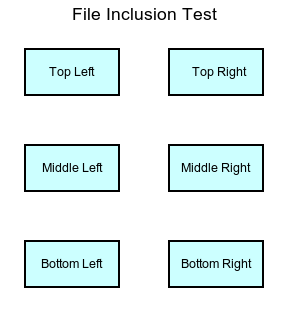 File Inclusion Test
Top Left
Top Right
Middle Left
Middle Right
Bottom Left
Bottom Right